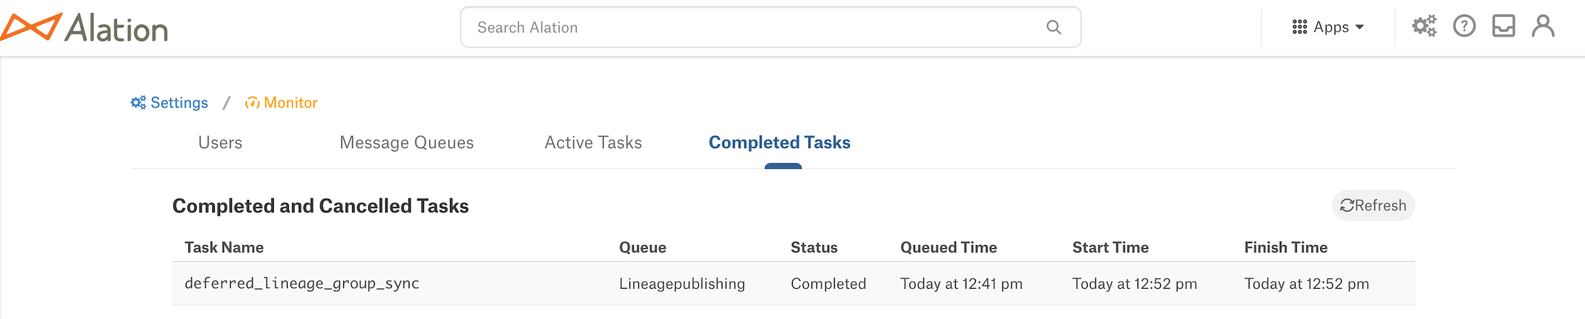 Alation
Search Alation
Apps
Settings / Monitor
Users Message Queues Active Tasks Completed Tasks
Completed and Cancelled Tasks
Refresh
Task Name Queue Status Queued Time Start Time Finish Time
deferred_lineage_group_sync Lineagepublishing Completed Today at 12:41 pm Today at 12:52 pm Today at 12:52 pm